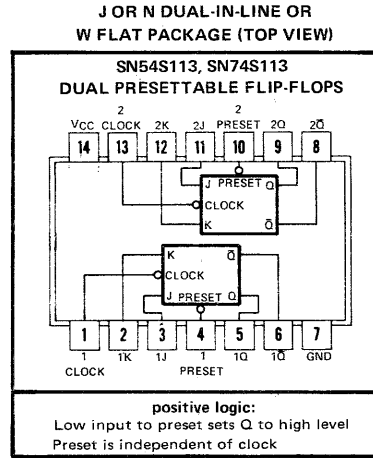 J OR N DUAL-IN-LINE OR
W FLAT PACKAGE (TOP VIEW)
SN54S113, SN74S113
DUAL PRESETTABLE FLIP-FLOPS
2 2
VCC CLOCK 2K 2J PRESET 2Q 2Q̅
14 13 12 11 10 9 8
J PRESET Q
CLOCK
K Q̅
K Q̅
CLOCK
J PRESET Q
1 2 3 4 5 6 7
1 1K 1J 1 1Q 1Q̅ GND
CLOCK PRESET
positive logic:
Low input to preset sets Q to high level
Preset is independent of clock